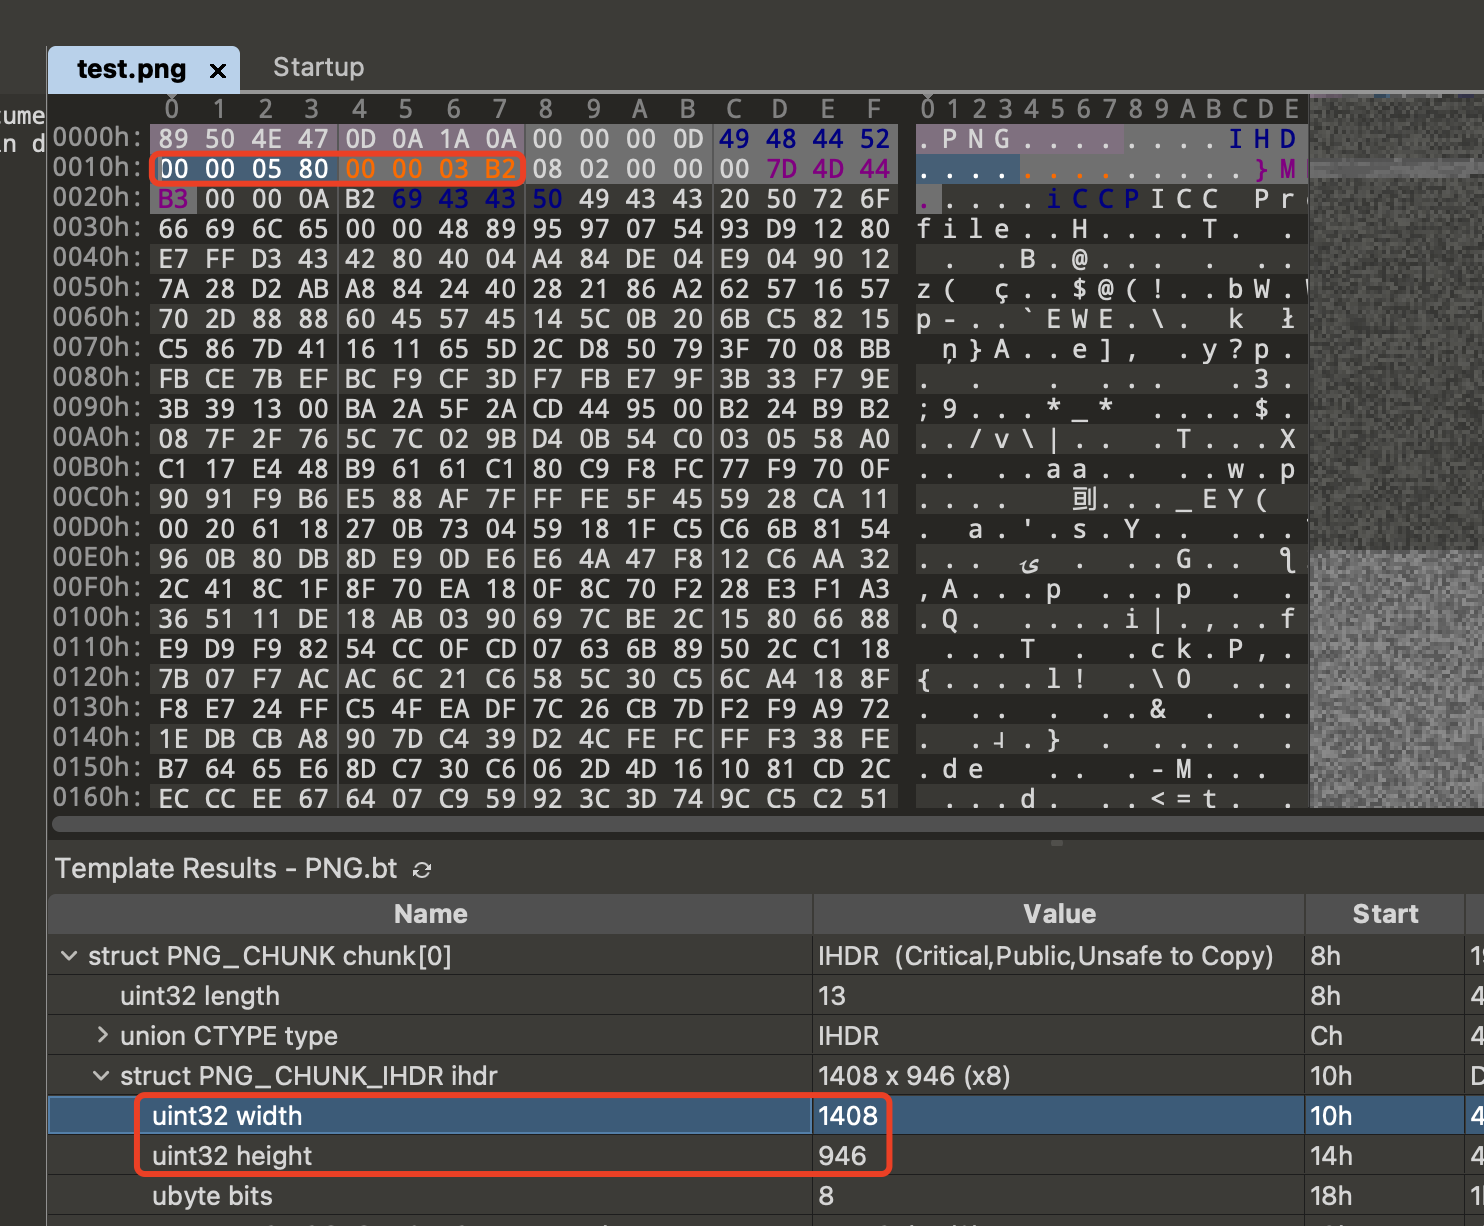 test.png × Startup
tume
in d
0 1 2 3 4 5 6 7 8 9 A B C D E F 0 1 2 3 4 5 6 7 8 9 A B C D E
0000h: 89 50 4E 47 0D 0A 1A 0A 00 00 00 0D 49 48 44 52 .PNG........IHD
0010h: 00 00 05 80 00 00 03 B2 08 02 00 00 00 7D 4D 44 .............}M
0020h: B3 00 00 0A B2 69 43 43 50 49 43 43 20 50 72 6F .....iCCPICC Pr
0030h: 66 69 6C 65 00 00 48 89 95 97 07 54 93 D9 12 80 file..H....T. .
0040h: E7 FF D3 43 42 80 40 04 A4 84 DE 04 E9 04 90 12 . .B.@... . ..
0050h: 7A 28 D2 AB A8 84 24 40 28 21 86 A2 62 57 16 57 z( ç..$@(!..bW.W
0060h: 70 2D 88 88 60 45 57 45 14 5C 0B 20 6B C5 82 15 p-..`EWE.\. k ł
0070h: C5 86 7D 41 16 11 65 5D 2C D8 50 79 3F 70 08 BB ņ}A..e], .y?p.
0080h: FB CE 7B EF BC F9 CF 3D F7 FB E7 9F 3B 33 F7 9E . . . ... .3.
0090h: 3B 39 13 00 BA 2A 5F 2A CD 44 95 00 B2 24 B9 B2 ;9...*_* ....$.
00A0h: 08 7F 2F 76 5C 7C 02 9B D4 0B 54 C0 03 05 58 A0 ../v\|.. .T...X
00B0h: C1 17 E4 48 B9 61 61 C1 80 C9 F8 FC 77 F9 70 0F .. ..aa.. ..w.p
00C0h: 90 91 F9 B6 E5 88 AF 7F FF FE 5F 45 59 28 CA 11 .... 刯..._EY(
00D0h: 00 20 61 18 27 0B 73 04 59 18 1F C5 C6 6B 81 54 . a.'.s.Y.. ...
00E0h: 96 0B 80 DB 8D E9 0D E6 E6 4A 47 F8 12 C6 AA 32 ... ۍ . ..G.. ƪ
00F0h: 2C 41 8C 1F 8F 70 EA 18 0F 8C 70 F2 28 E3 F1 A3 ,A...p ...p . .
0100h: 36 51 11 DE 18 AB 03 90 69 7C BE 2C 15 80 66 88 .Q. ....i|.,..f
0110h: E9 D9 F9 82 54 CC 0F CD 07 63 6B 89 50 2C C1 18 ...T . .ck.P,.
0120h: 7B 07 F7 AC AC 6C 21 C6 58 5C 30 C5 6C A4 18 8F {....l! .\0 ...
0130h: F8 E7 24 FF C5 4F EA DF 7C 26 CB 7D F2 F9 A9 72 . .. . ..& . ..
0140h: 1E DB CB A8 90 7D C4 39 D2 4C FE FC FF F3 38 FE . .˨.} . .... .
0150h: B7 64 65 E6 8D C7 30 C6 06 2D 4D 16 10 81 CD 2C .de .. .-M...
0160h: EC CC EE 67 64 07 C9 59 92 3C 3D 74 9C C5 C2 51 ...d. ..<=t. .
Template Results - PNG.bt
Name Value Start
struct PNG_CHUNK chunk[0] IHDR (Critical,Public,Unsafe to Copy) 8h
uint32 length 13 8h 4
union CTYPE type IHDR Ch 4
struct PNG_CHUNK_IHDR ihdr 1408 x 946 (x8) 10h D
uint32 width 1408 10h 4
uint32 height 946 14h 4
ubyte bits 8 18h